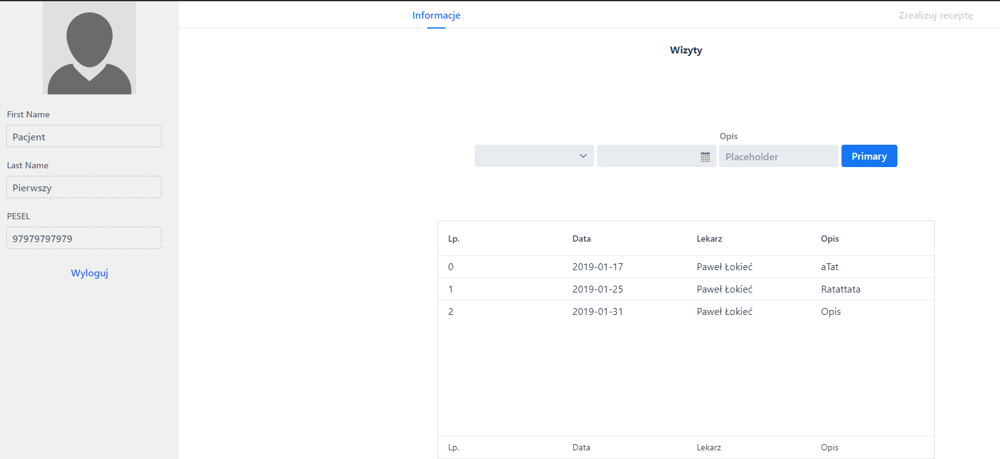 Informacje
Zrealizuj receptę
Wizyty
First Name
Pacjent
Last Name
Pierwszy
PESEL
97979797979
Wyloguj
Opis
Placeholder
Primary
Lp. Data Lekarz Opis
0 2019-01-17 Paweł Łokieć aTat
1 2019-01-25 Paweł Łokieć Ratattata
2 2019-01-31 Paweł Łokieć Opis
Lp. Data Lekarz Opis